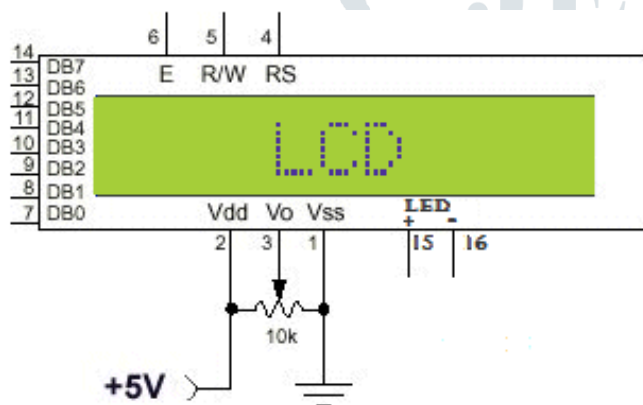 6 5 4
14 DB7 E R/W RS
13 DB6
12 DB5
11 DB4
10 DB3
9 DB2
8 DB1
7 DB0
LCD
Vdd Vo Vss LED
+ -
2 3 1 15 16
10k
+5V